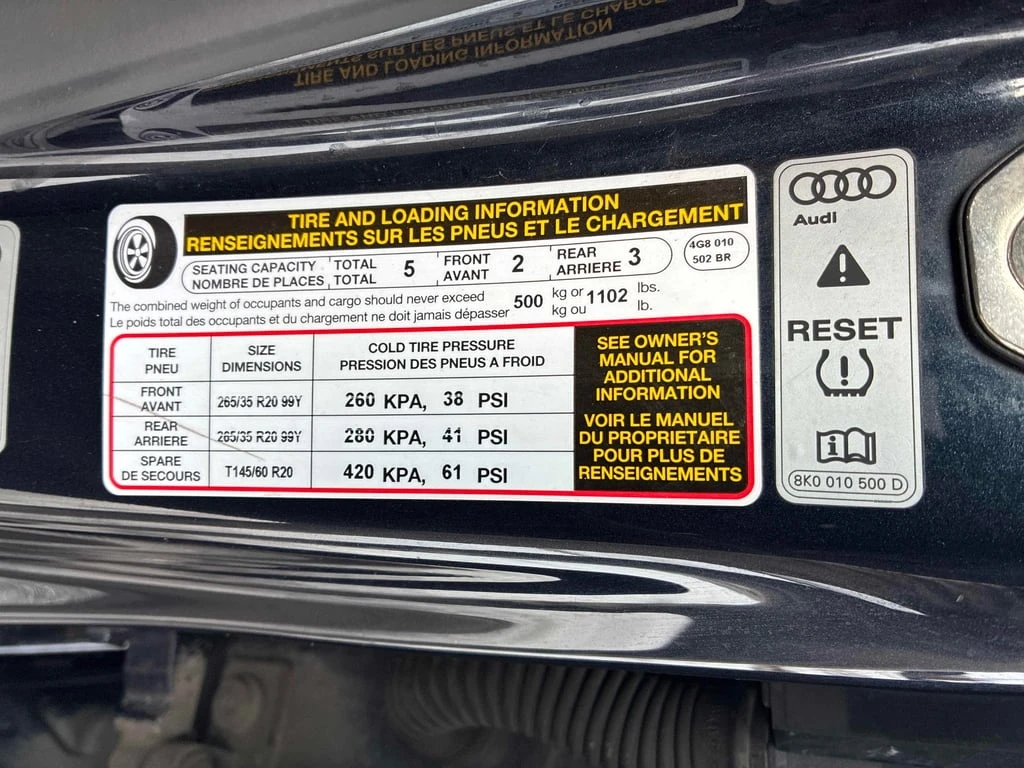 TIRE AND LOADING INFORMATION
RENSEIGNEMENTS SUR LES PNEUS ET LE CHARGEMENT
SEATING CAPACITY TOTAL 5 FRONT 2 REAR 3
NOMBRE DE PLACES TOTAL AVANT ARRIERE
4G8 010
502 BR
The combined weight of occupants and cargo should never exceed 500 kg or 1102 lbs.
Le poids total des occupants et du chargement ne doit jamais dépasser kg ou lb.
TIRE SIZE COLD TIRE PRESSURE
PNEU DIMENSIONS PRESSION DES PNEUS A FROID
FRONT
AVANT 265/35 R20 99Y 260 KPA, 38 PSI
REAR
ARRIERE 265/35 R20 99Y 280 KPA, 41 PSI
SPARE
DE SECOURS T145/60 R20 420 KPA, 61 PSI
SEE OWNER'S
MANUAL FOR
ADDITIONAL
INFORMATION
VOIR LE MANUEL
DU PROPRIETAIRE
POUR PLUS DE
RENSEIGNEMENTS
Audi
RESET
8K0 010 500 D